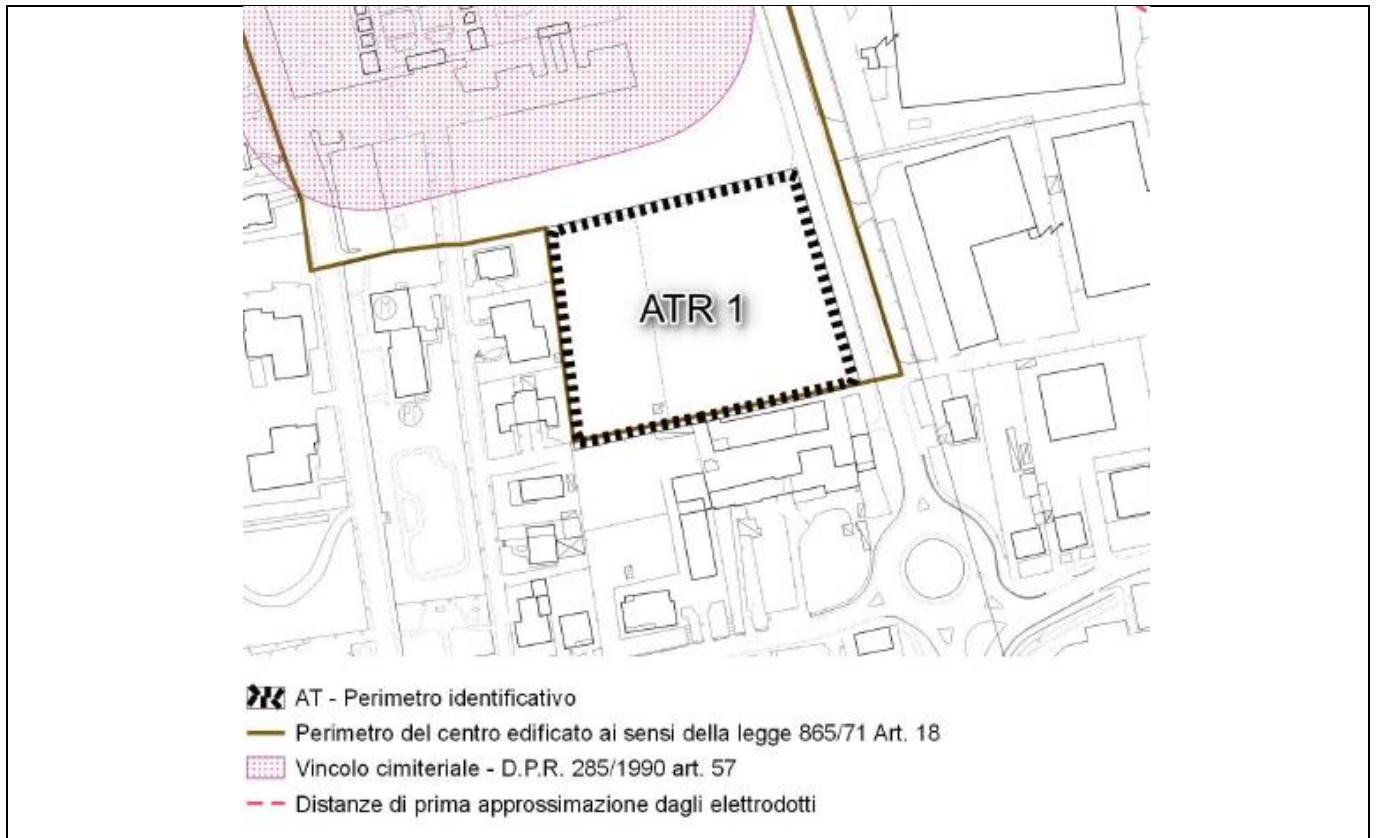 ATR 1
AT - Perimetro identificativo
Perimetro del centro edificato ai sensi della legge 865/71 Art. 18
Vincolo cimiteriale - D.P.R. 285/1990 art. 57
Distanze di prima approssimazione dagli elettrodotti